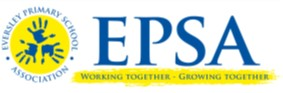 EVERSLEY PRIMARY SCHOOL
ASSOCIATION
EPSA
WORKING TOGETHER - GROWING TOGETHER